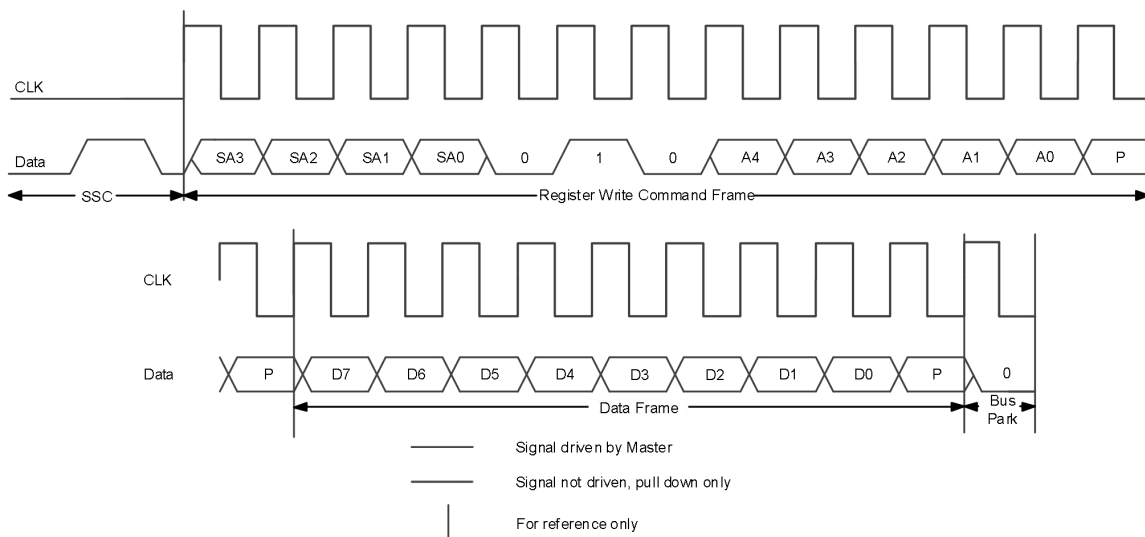 CLK
Data SA3 SA2 SA1 SA0 0 1 0 A4 A3 A2 A1 A0 P
SSC Register Write Command Frame
CLK
Data P D7 D6 D5 D4 D3 D2 D1 D0 P 0
Data Frame Bus
Park
Signal driven by Master
Signal not driven, pull down only
For reference only